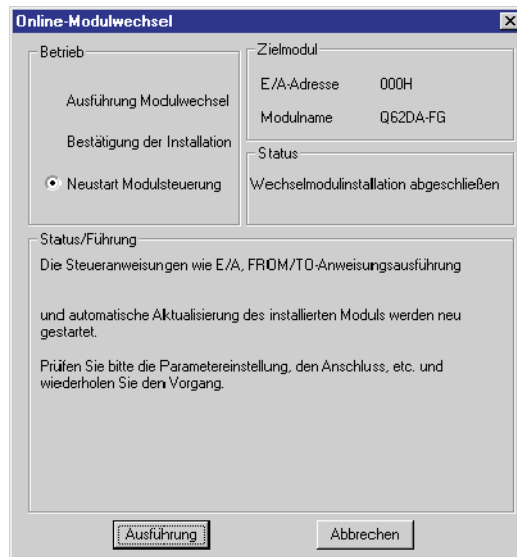 Online-Modulwechsel
Betrieb
Ausführung Modulwechsel
Bestätigung der Installation
Neustart Modulsteuerung
Zielmodul
E/A-Adresse 000H
Modulname Q62DA-FG
Status
Wechselmodulinstallation abgeschließen
Status/Führung
Die Steueranweisungen wie E/A, FROM/TO-Anweisungsausführung
und automatische Aktualisierung des installierten Moduls werden neu
gestartet.
Prüfen Sie bitte die Parametereinstellung, den Anschluss, etc. und
wiederholen Sie den Vorgang.
Ausführung
Abbrechen